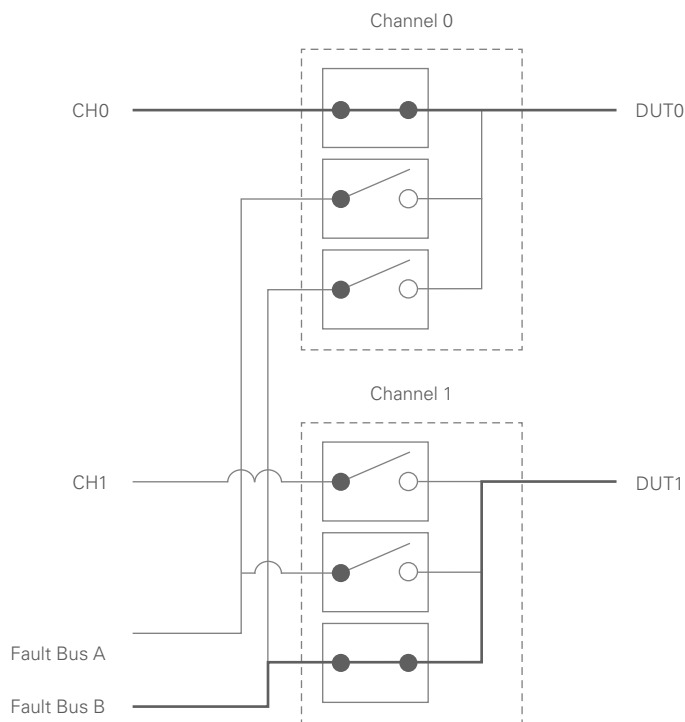 Channel 0
CH0
DUT0
Channel 1
CH1
DUT1
Fault Bus A
Fault Bus B